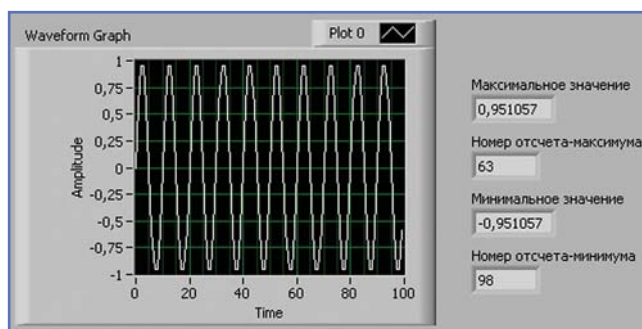 Waveform Graph
Plot 0
1
0,75
0,5
0,25
0
-0,25
-0,5
-0,75
-1
Amplitude
0 20 40 60 80 100
Time
Максимальное значение
0,951057
Номер отсчета-максимума
63
Минимальное значение
-0,951057
Номер отсчета-минимума
98